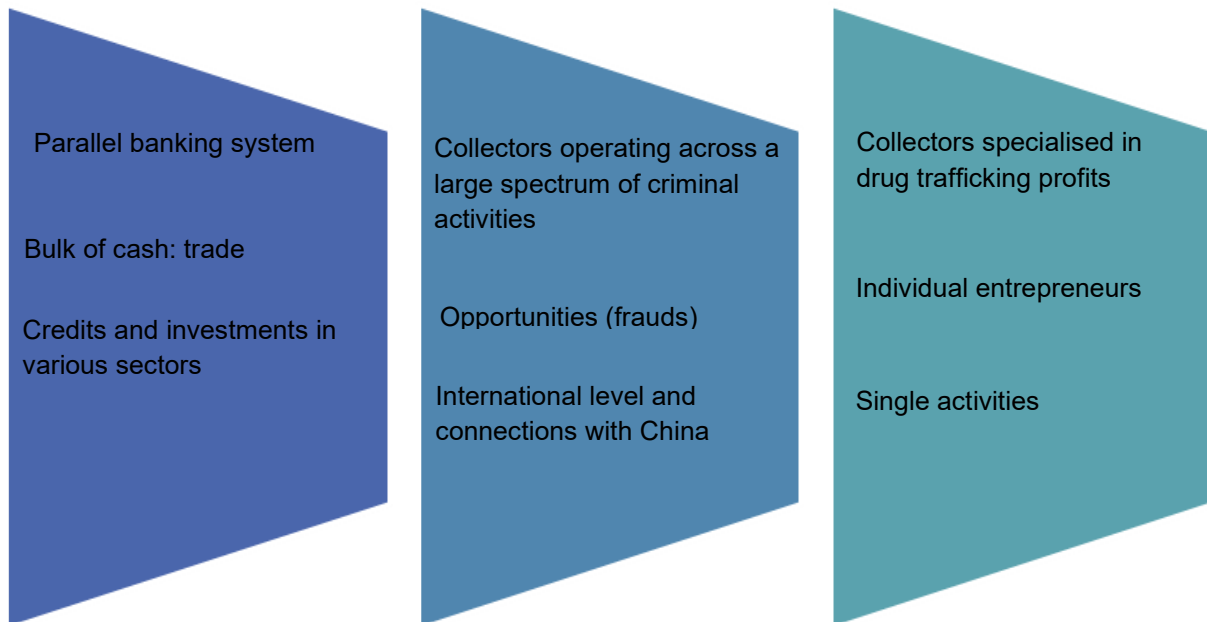 Parallel banking system
Bulk of cash: trade
Credits and investments in
various sectors
Collectors operating across a
large spectrum of criminal
activities
Opportunities (frauds)
International level and
connections with China
Collectors specialised in
drug trafficking profits
Individual entrepreneurs
Single activities